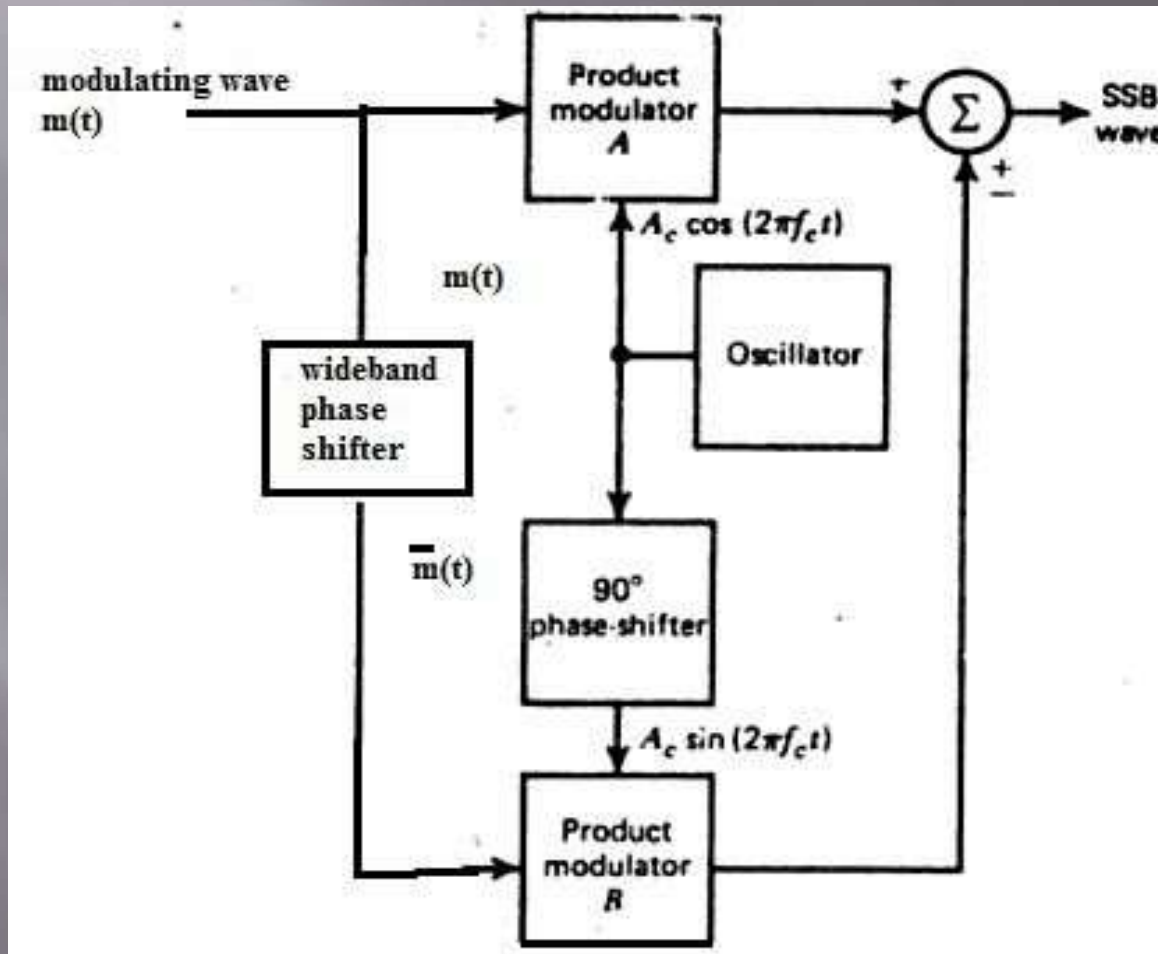 modulating wave
m(t)
Product
modulator
A
+
Σ
SSB
wave
+
−
A_c cos (2πf_c t)
m(t)
Oscillator
wideband
phase
shifter
m̅(t)
90°
phase-shifter
A_c sin (2πf_c t)
Product
modulator
B